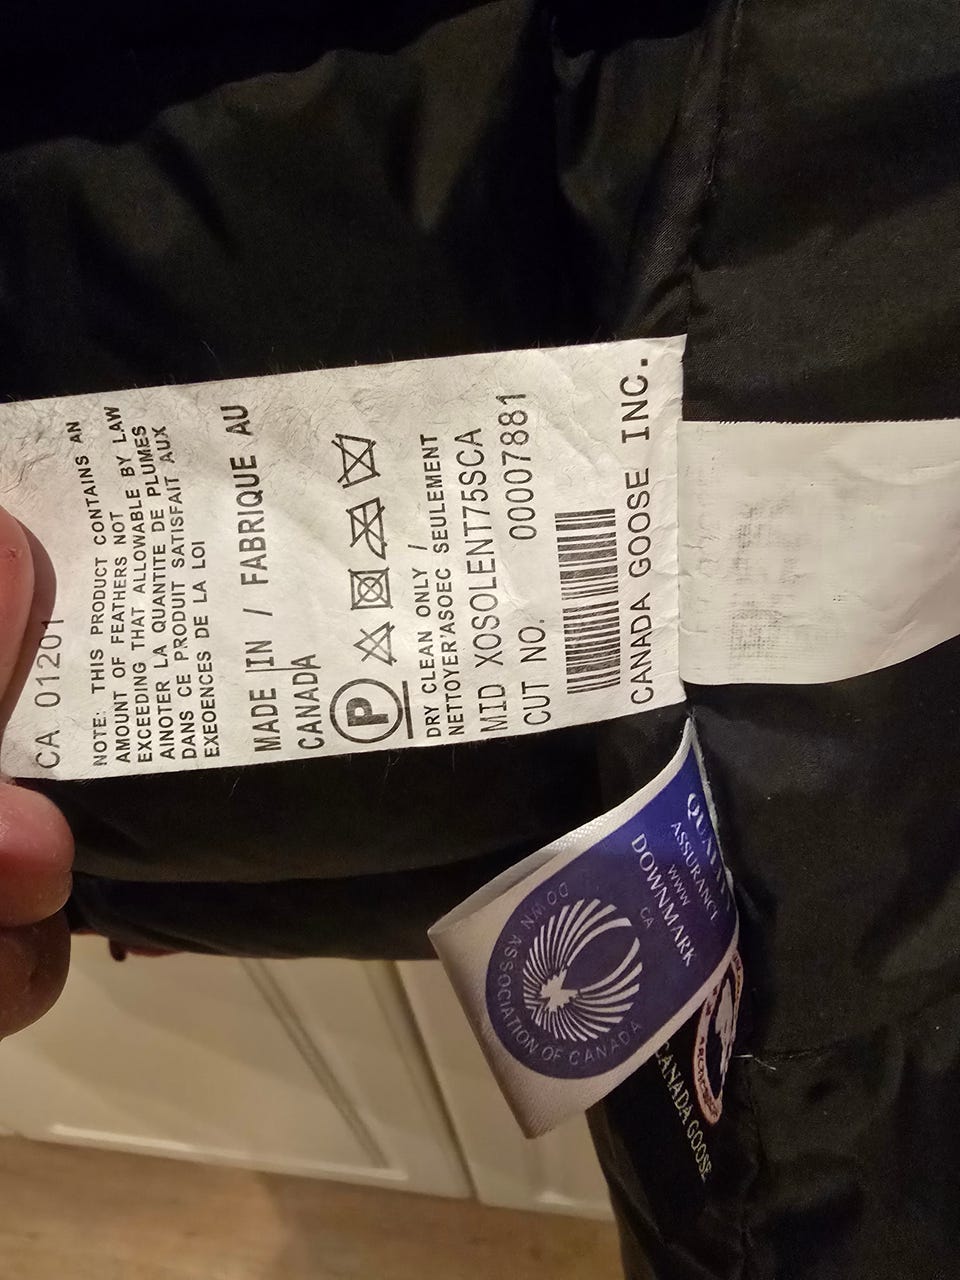 CA 01201
NOTE: THIS PRODUCT CONTAINS AN
AMOUNT OF FEATHERS NOT
EXCEEDING THAT ALLOWABLE BY LAW
AINOTER LA QUANTITE DE PLUMES
DANS CE PRODUIT SATISFAIT AUX
EXEOENCES DE LA LOI
MADE IN / FABRIQUE AU
CANADA
P
DRY CLEAN ONLY /
NETTOYER'ASOEC SEULEMENT
MID XOSOLENT75SCA
CUT NO. 00007881
CANADA GOOSE INC.
ASSURANCE
WWW
DOWNMARK
CA
DOWN ASSOCIATION OF CANADA
CANADA GOOSE